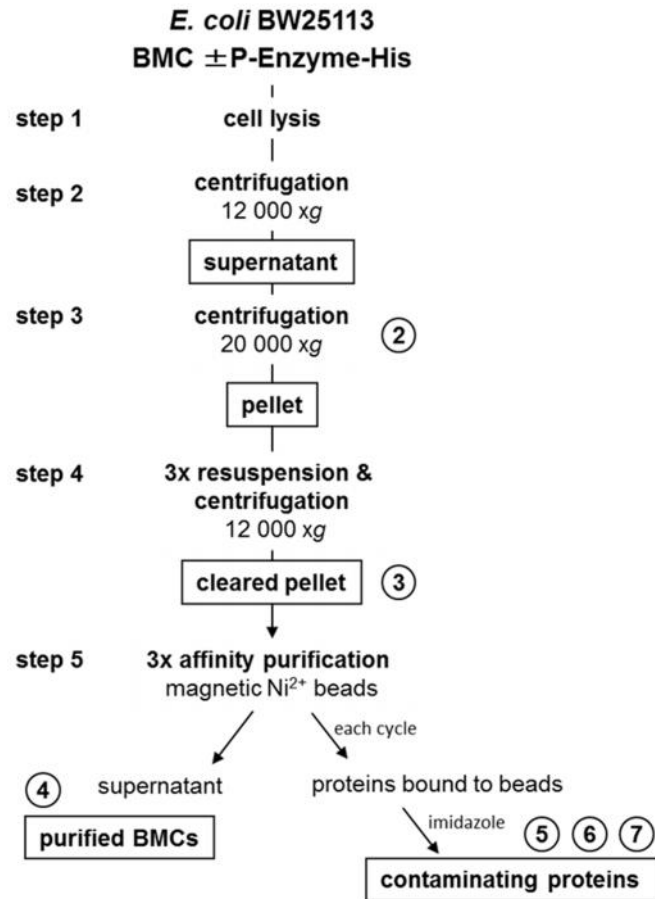 E. coli BW25113
BMC ±P-Enzyme-His
step 1 cell lysis
step 2 centrifugation
12 000 xg
supernatant
step 3 centrifugation
20 000 xg ②
pellet
step 4 3x resuspension &
centrifugation
12 000 xg
cleared pellet ③
step 5 3x affinity purification
magnetic Ni²⁺ beads
each cycle
④ supernatant proteins bound to beads
purified BMCs imidazole ⑤ ⑥ ⑦
contaminating proteins